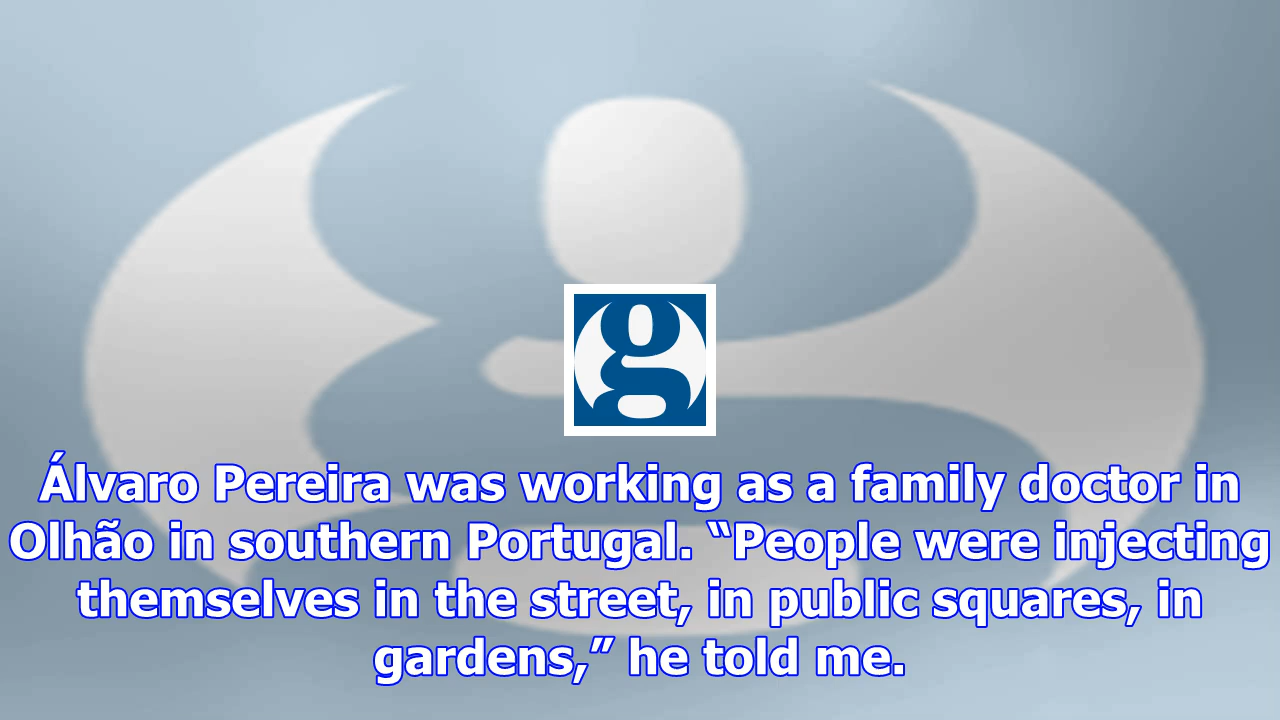 g
Álvaro Pereira was working as a family doctor in
Olhão in southern Portugal. “People were injecting
themselves in the street, in public squares, in
gardens,” he told me.